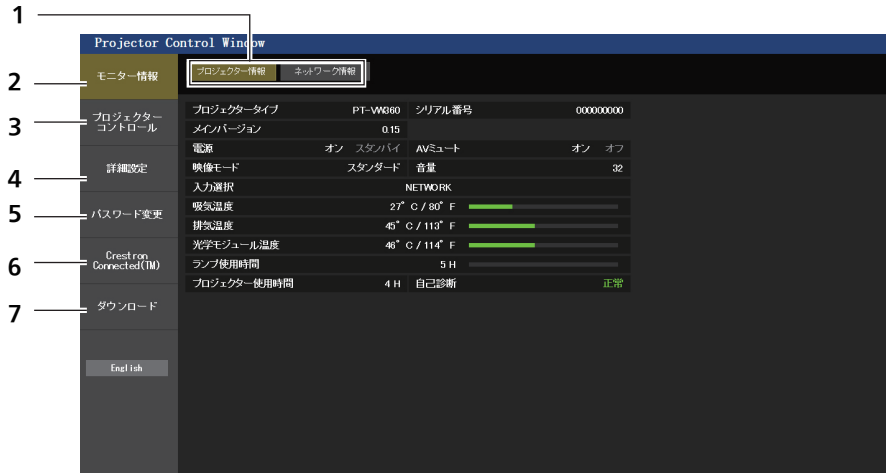 1
Projector Control Window
プロジェクター情報 ネットワーク情報
2
モニター情報
3
プロジェクター
コントロール
4
詳細設定
5
パスワード変更
6
Crestron
Connected(TM)
7
ダウンロード
English
プロジェクタータイプ PT-VW360 シリアル番号 000000000
メインバージョン 0.15
電源 オン スタンバイ AVミュート オン オフ
映像モード スタンダード 音量 32
入力選択 NETWORK
吸気温度 27° C / 80° F
排気温度 45° C / 113° F
光学モジュール温度 46° C / 114° F
ランプ使用時間 5 H
プロジェクター使用時間 4 H 自己診断 正常